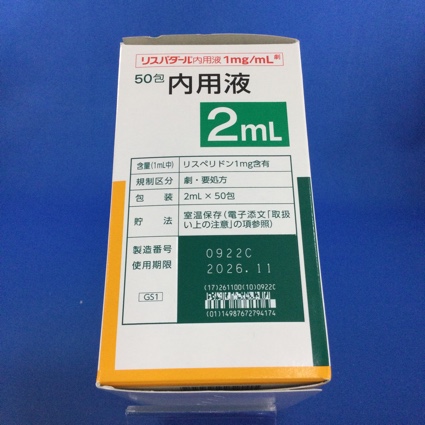 リスパダール内用液 1mg/mL 劇
50包 内用液
2mL
含量(1mL中) リスペリドン1mg含有
規制区分 劇・要処方
包装 2mL×50包
貯法 室温保存(電子添文「取扱
い上の注意」の項参照)
製造番号 0922C
使用期限 2026.11
GS1
(17)261100(10)0922C
(01)14987672794174